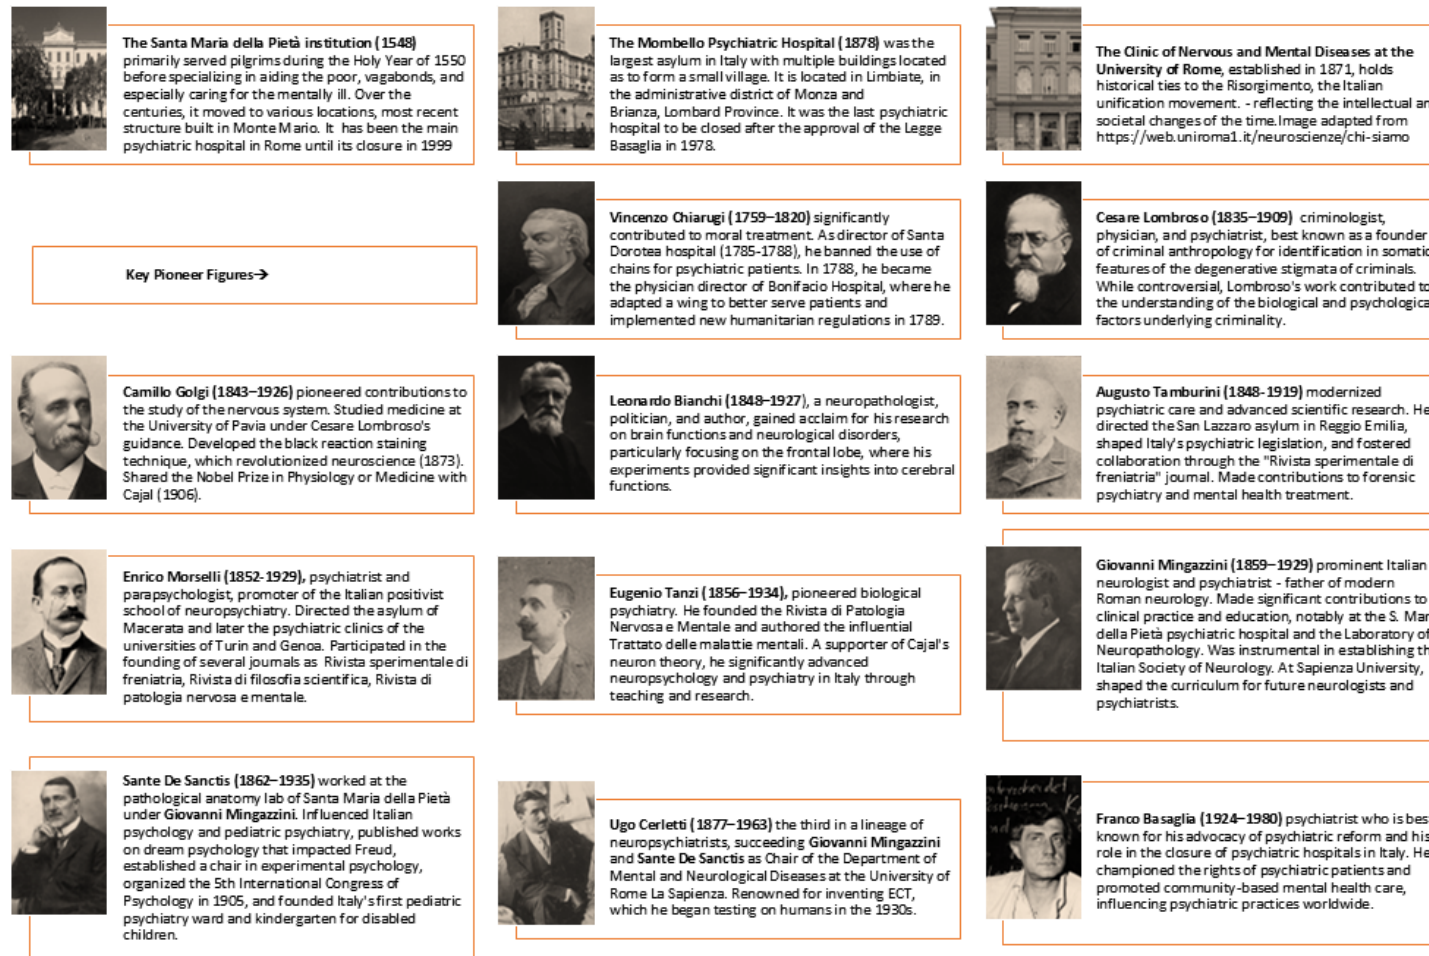 The Santa Maria della Pietà institution (1548)
primarily served pilgrims during the Holy Year of 1550
before specializing in aiding the poor, vagabonds, and
especially caring for the mentally ill. Over the
centuries, it moved to various locations, most recent
structure built in Monte Mario. It has been the main
psychiatric hospital in Rome until its closure in 1999
The Mombello Psychiatric Hospital (1878) was the
largest asylum in Italy with multiple buildings located
as to form a small village. It is located in Limbiate, in
the administrative district of Monza and
Brianza, Lombard Province. It was the last psychiatric
hospital to be closed after the approval of the Legge
Basaglia in 1978.
The Clinic of Nervous and Mental Diseases at the
University of Rome, established in 1871, holds
historical ties to the Risorgimento, the Italian
unification movement. - reflecting the intellectual an
societal changes of the time.Image adapted from
https://web.uniroma1.it/neuroscienze/chi-siamo
Key Pioneer Figures→
Vincenzo Chiarugi (1759–1820) significantly
contributed to moral treatment. As director of Santa
Dorotea hospital (1785-1788), he banned the use of
chains for psychiatric patients. In 1788, he became
the physician director of Bonifacio Hospital, where he
adapted a wing to better serve patients and
implemented new humanitarian regulations in 1789.
Cesare Lombroso (1835–1909) criminologist,
physician, and psychiatrist, best known as a founder
of criminal anthropology for identification in somatic
features of the degenerative stigmata of criminals.
While controversial, Lombroso's work contributed to
the understanding of the biological and psychologica
factors underlying criminality.
Camillo Golgi (1843–1926) pioneered contributions to
the study of the nervous system. Studied medicine at
the University of Pavia under Cesare Lombroso's
guidance. Developed the black reaction staining
technique, which revolutionized neuroscience (1873).
Shared the Nobel Prize in Physiology or Medicine with
Cajal (1906).
Leonardo Bianchi (1848–1927), a neuropathologist,
politician, and author, gained acclaim for his research
on brain functions and neurological disorders,
particularly focusing on the frontal lobe, where his
experiments provided significant insights into cerebral
functions.
Augusto Tamburini (1848-1919) modernized
psychiatric care and advanced scientific research. He
directed the San Lazzaro asylum in Reggio Emilia,
shaped Italy's psychiatric legislation, and fostered
collaboration through the "Rivista sperimentale di
freniatria" journal. Made contributions to forensic
psychiatry and mental health treatment.
Enrico Morselli (1852-1929), psychiatrist and
parapsychologist, promoter of the Italian positivist
school of neuropsychiatry. Directed the asylum of
Macerata and later the psychiatric clinics of the
universities of Turin and Genoa. Participated in the
founding of several journals as Rivista sperimentale di
freniatria, Rivista di filosofia scientifica, Rivista di
patologia nervosa e mentale.
Eugenio Tanzi (1856–1934), pioneered biological
psychiatry. He founded the Rivista di Patologia
Nervosa e Mentale and authored the influential
Trattato delle malattie mentali. A supporter of Cajal's
neuron theory, he significantly advanced
neuropsychology and psychiatry in Italy through
teaching and research.
Giovanni Mingazzini (1859–1929) prominent Italian
neurologist and psychiatrist - father of modern
Roman neurology. Made significant contributions to
clinical practice and education, notably at the S. Mar
della Pietà psychiatric hospital and the Laboratory of
Neuropathology. Was instrumental in establishing th
Italian Society of Neurology. At Sapienza University,
shaped the curriculum for future neurologists and
psychiatrists.
Sante De Sanctis (1862–1935) worked at the
pathological anatomy lab of Santa Maria della Pietà
under Giovanni Mingazzini. Influenced Italian
psychology and pediatric psychiatry, published works
on dream psychology that impacted Freud,
established a chair in experimental psychology,
organized the 5th International Congress of
Psychology in 1905, and founded Italy's first pediatric
psychiatry ward and kindergarten for disabled
children.
Ugo Cerletti (1877–1963) the third in a lineage of
neuropsychiatrists, succeeding Giovanni Mingazzini
and Sante De Sanctis as Chair of the Department of
Mental and Neurological Diseases at the University of
Rome La Sapienza. Renowned for inventing ECT,
which he began testing on humans in the 1930s.
Franco Basaglia (1924–1980) psychiatrist who is bes
known for his advocacy of psychiatric reform and his
role in the closure of psychiatric hospitals in Italy. He
championed the rights of psychiatric patients and
promoted community-based mental health care,
influencing psychiatric practices worldwide.